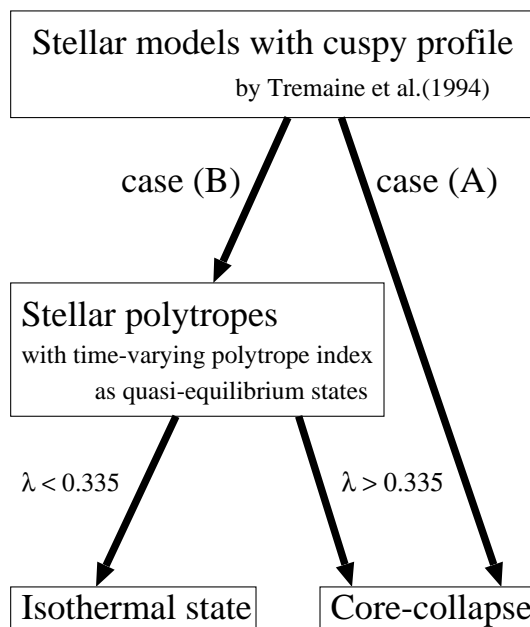 Stellar models with cuspy profile
by Tremaine et al.(1994)
case (B)
case (A)
Stellar polytropes
with time-varying polytrope index
as quasi-equilibrium states
λ < 0.335
λ > 0.335
Isothermal state
Core-collapse